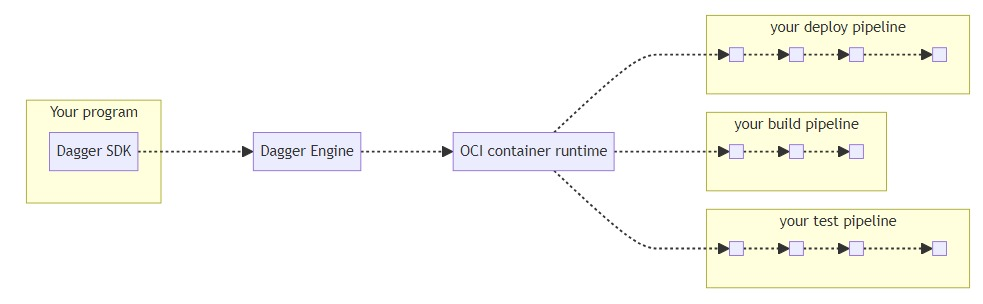 your deploy pipeline
Your program
your build pipeline
Dagger SDK
Dagger Engine
OCI container runtime
your test pipeline